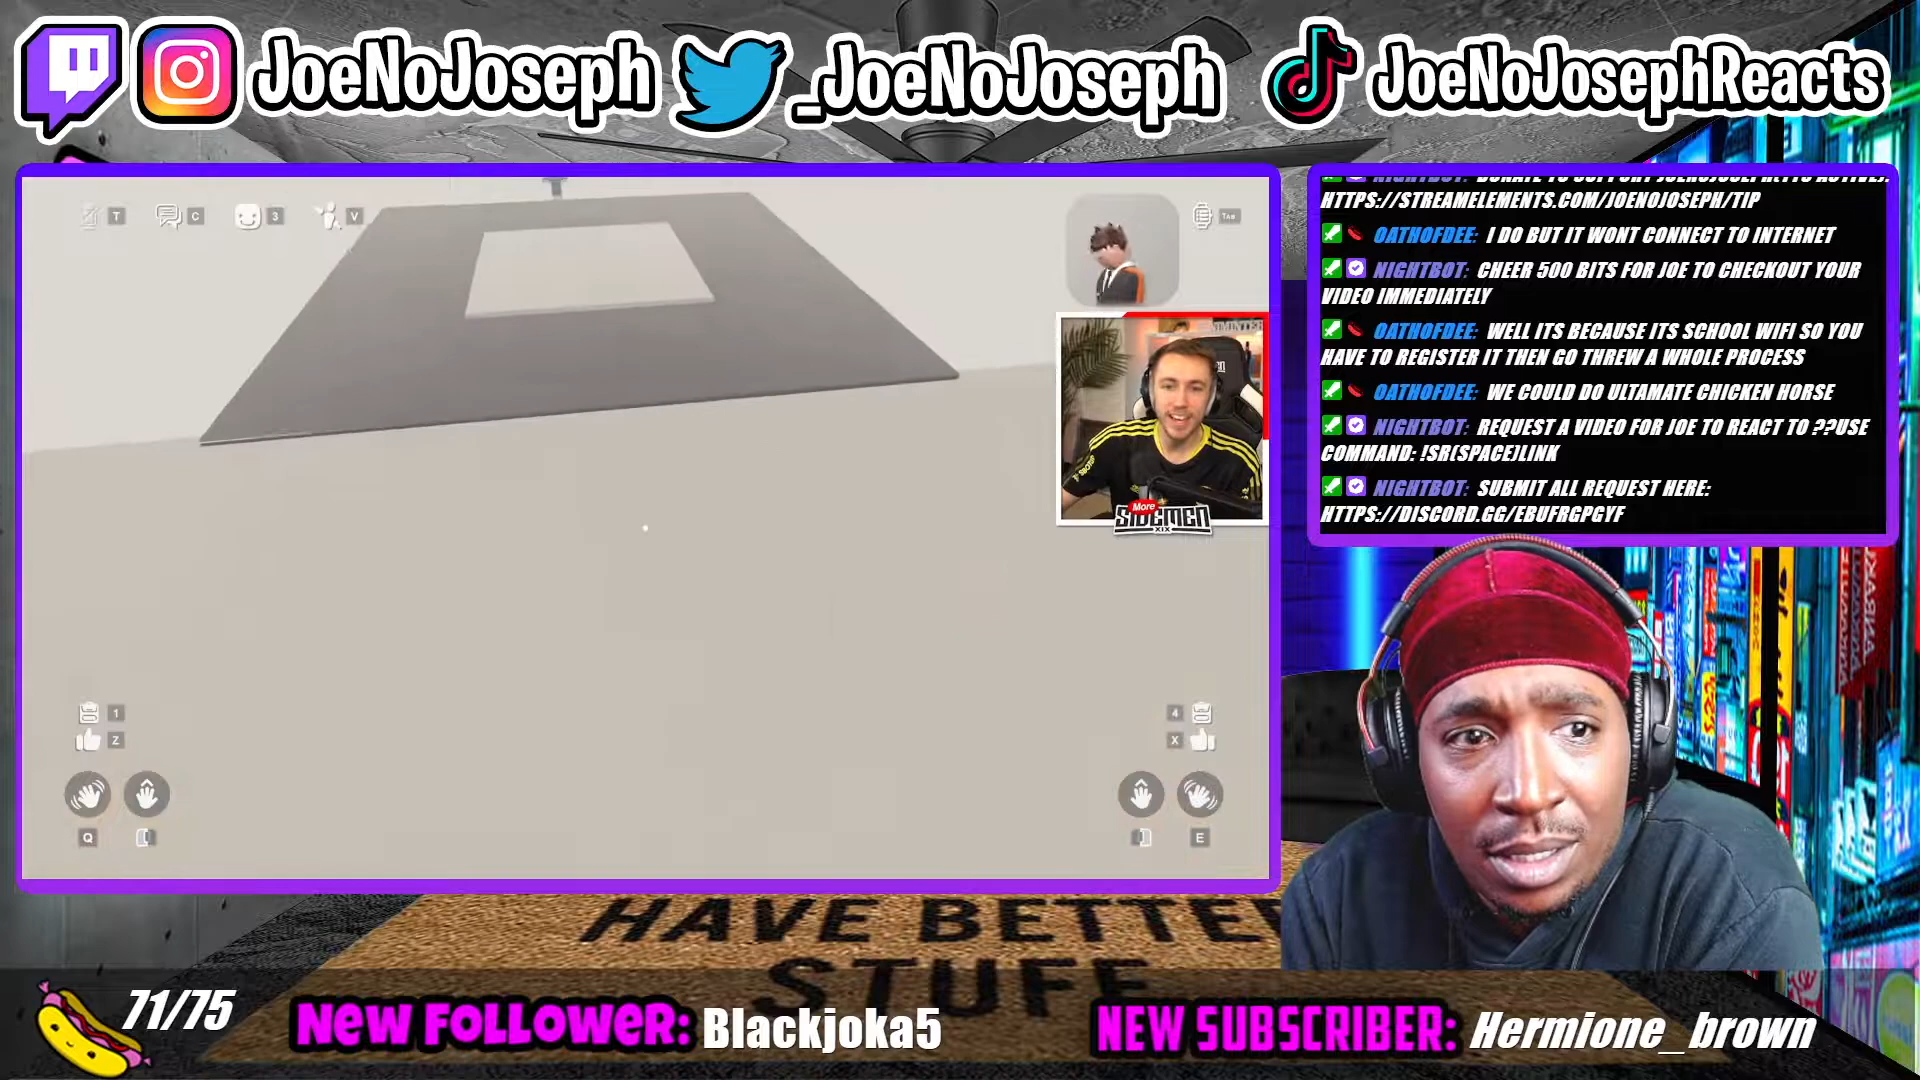 JoeNoJoseph
_JoeNoJoseph
JoeNoJosephReacts
T
C
3
V
TAB
HTTPS://STREAMELEMENTS.COM/JOENOJOSEPH/TIP
OATHOFDEE: I DO BUT IT WONT CONNECT TO INTERNET
NIGHTBOT: CHEER 500 BITS FOR JOE TO CHECKOUT YOUR
VIDEO IMMEDIATELY
OATHOFDEE: WELL ITS BECAUSE ITS SCHOOL WIFI SO YOU
HAVE TO REGISTER IT THEN GO THREW A WHOLE PROCESS
OATHOFDEE: WE COULD DO ULTAMATE CHICKEN HORSE
NIGHTBOT: REQUEST A VIDEO FOR JOE TO REACT TO ??USE
COMMAND: !SR(SPACE)LINK
NIGHTBOT: SUBMIT ALL REQUEST HERE:
HTTPS://DISCORD.GG/EBUFRGPGYF
More
SIDEMEN
XIX
1
Z
4
X
Q
E
HAVE BETTE
STUFF
71/75
NEW FOLLOWER: Blackjoka5
NEW SUBSCRIBER: Hermione_brown